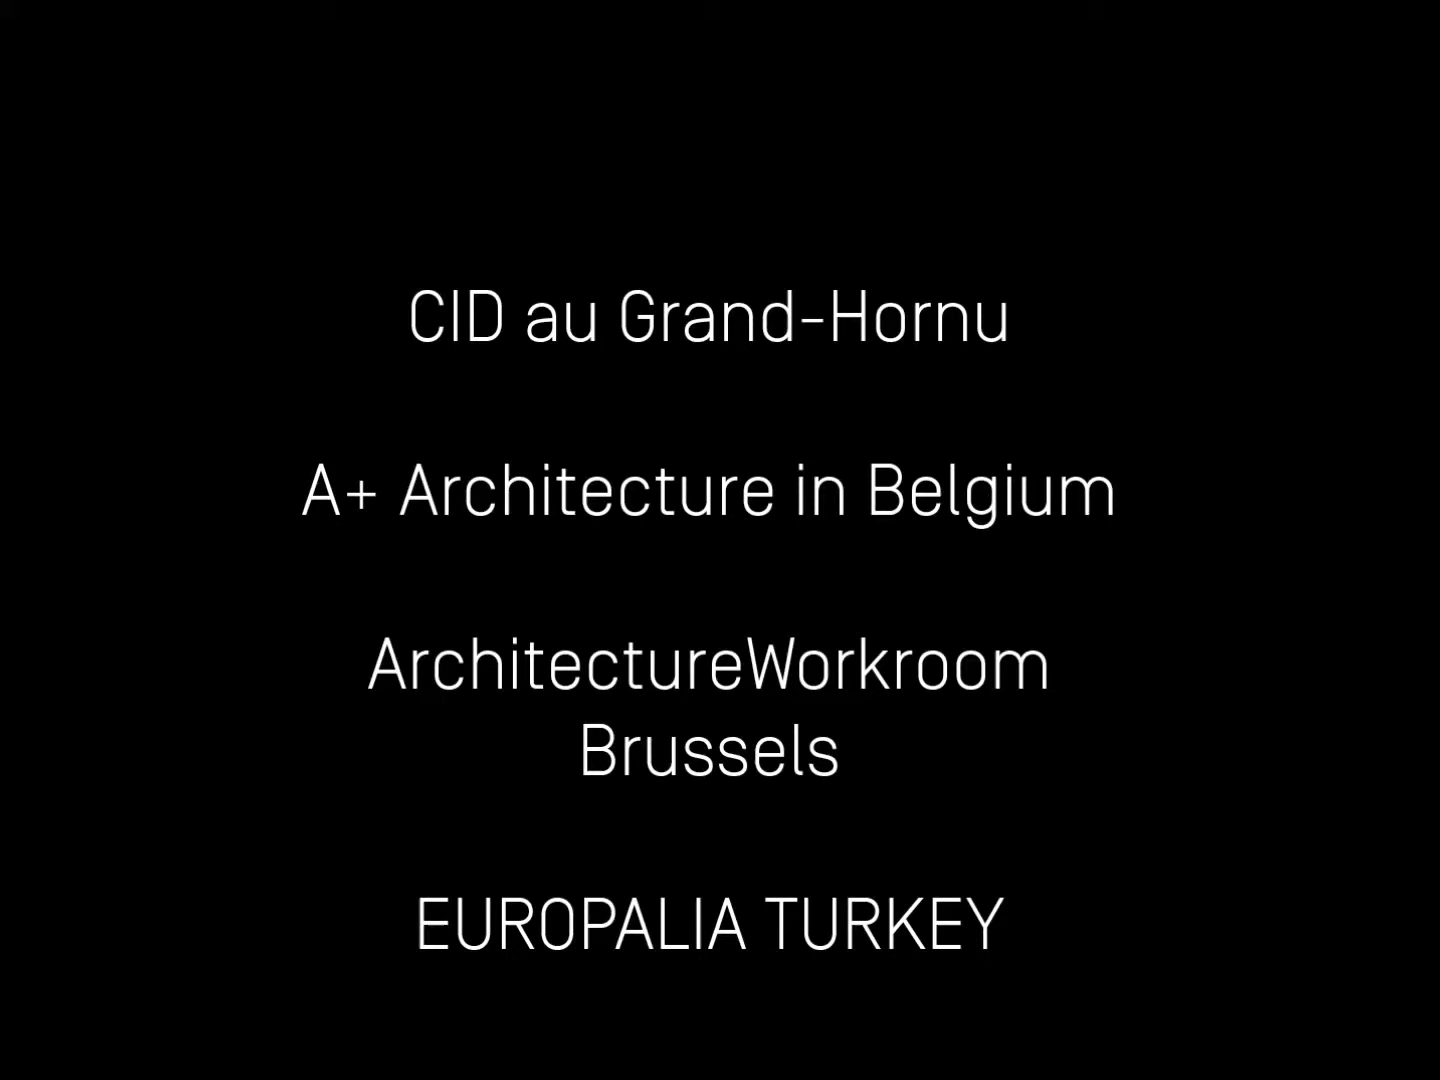 CID au Grand-Hornu
A+ Architecture in Belgium
ArchitectureWorkroom
Brussels
EUROPALIA TURKEY